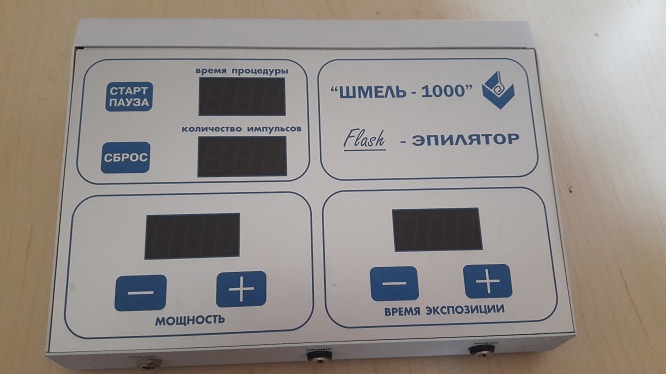 СТАРТ
ПАУЗА
время процедуры
количество импульсов
СБРОС
"ШМЕЛЬ - 1000"
Flash - ЭПИЛЯТОР
МОЩНОСТЬ
ВРЕМЯ ЭКСПОЗИЦИИ